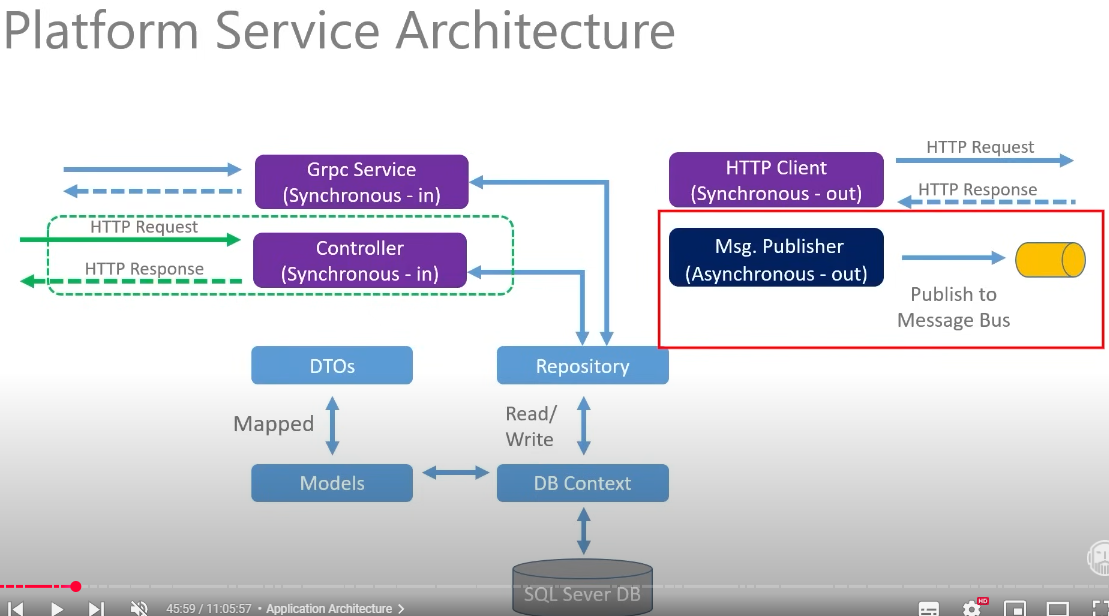 Platform Service Architecture
Grpc Service
(Synchronous - in)
HTTP Request
HTTP Response
Controller
(Synchronous - in)
HTTP Client
(Synchronous - out)
HTTP Request
HTTP Response
Msg. Publisher
(Asynchronous - out)
Publish to
Message Bus
DTOs
Repository
Mapped
Read/
Write
Models
DB Context
SQL Sever DB
45:59 / 11:05:57 • Application Architecture
HD